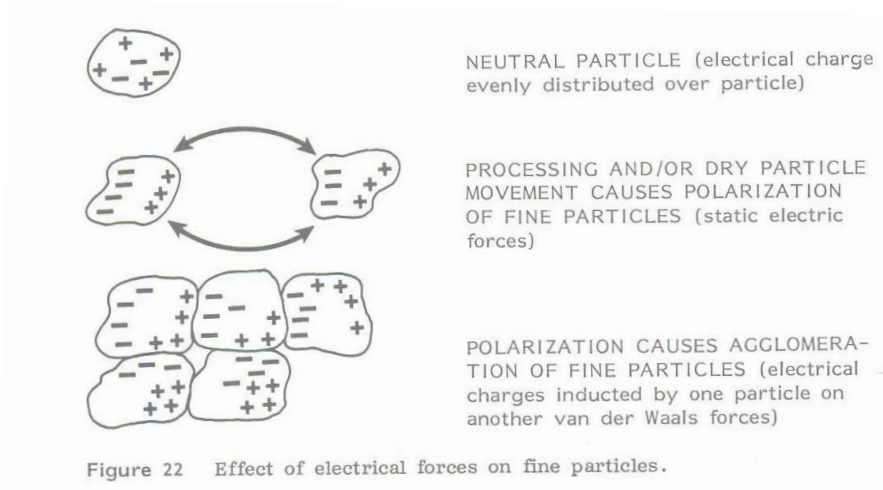 NEUTRAL PARTICLE (electrical charge
evenly distributed over particle)
PROCESSING AND/OR DRY PARTICLE
MOVEMENT CAUSES POLARIZATION
OF FINE PARTICLES (static electric
forces)
POLARIZATION CAUSES AGGLOMERA-
TION OF FINE PARTICLES (electrical
charges inducted by one particle on
another van der Waals forces)
Figure 22 Effect of electrical forces on fine particles.